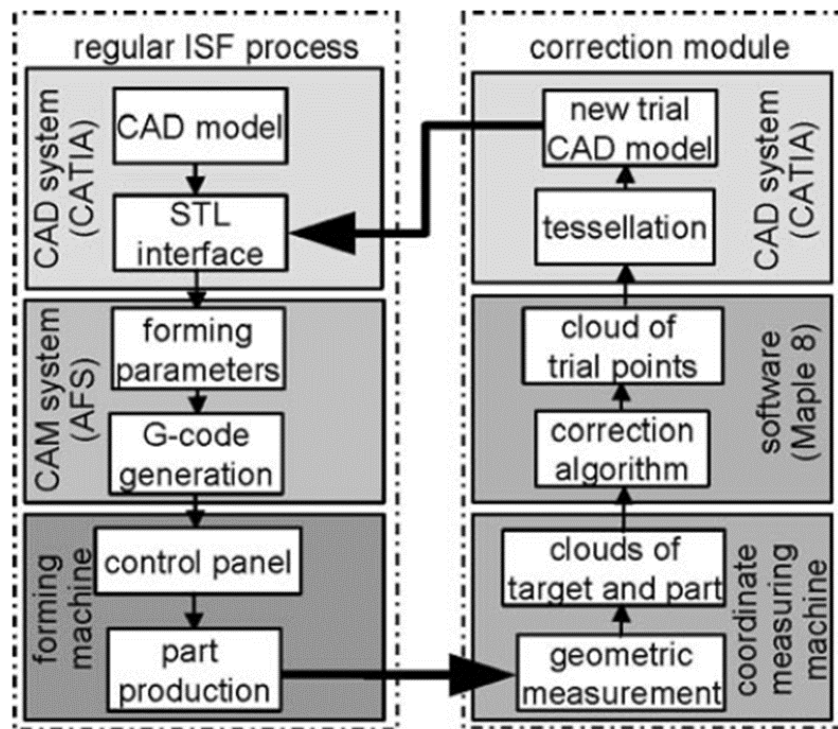 regular ISF process
CAD system
(CATIA)
CAD model
STL
interface
CAM system
(AFS)
forming
parameters
G-code
generation
forming
machine
control panel
part
production
correction module
new trial
CAD model
tessellation
CAD system
(CATIA)
cloud of
trial points
correction
algorithm
software
(Maple 8)
clouds of
target and part
geometric
measurement
coordinate
measuring
machine